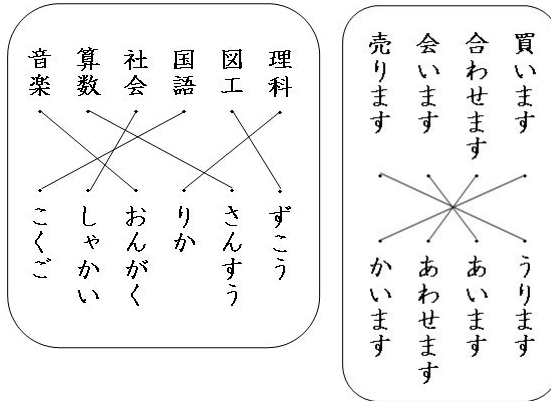 理科
図工
国語
社会
算数
音楽
ずこう
さんすう
りか
おんがく
しゃかい
こくご
買います
合わせます
会います
売ります
うります
あいます
あわせます
かいます